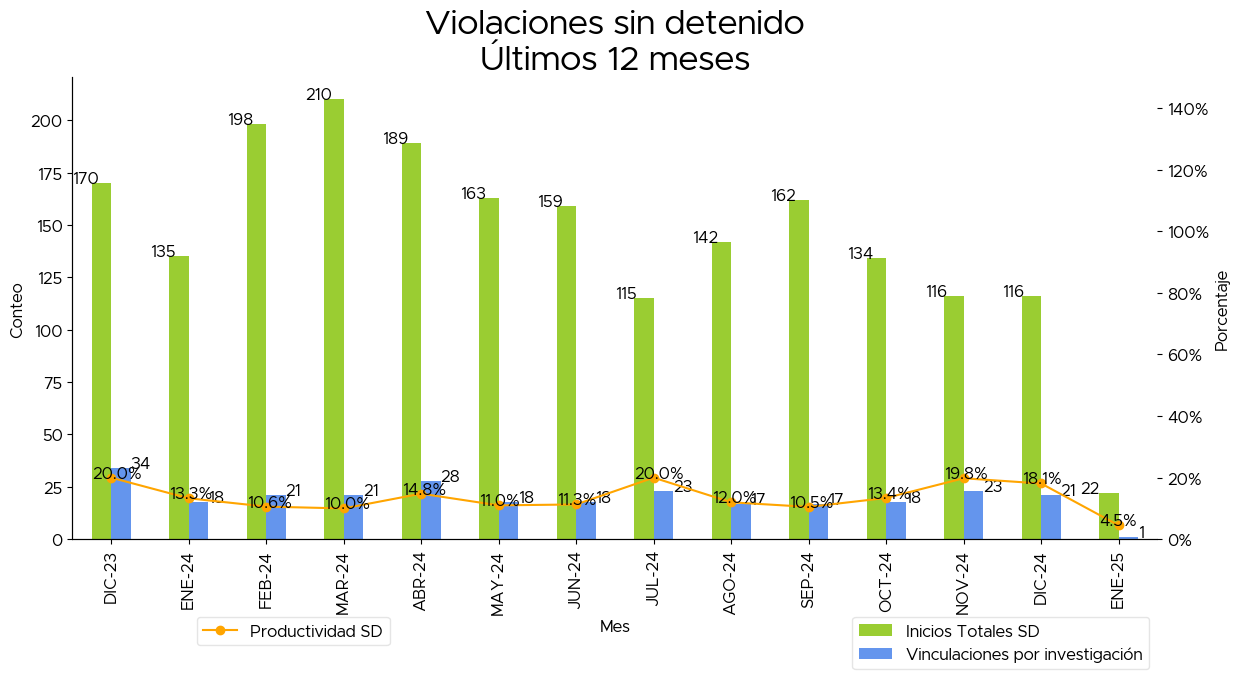 Violaciones sin detenido
Últimos 12 meses
Conteo
200
175
150
125
100
75
50
25
0
140%
120%
100%
80%
60%
40%
20%
0%
Porcentaje
170
135
198
210
189
163
159
115
142
162
134
116
116
22
34
18
21
21
28
18
18
23
17
17
18
23
21
1
20.0%
13.3%
10.6%
10.0%
14.8%
11.0%
11.3%
20.0%
12.0%
10.5%
13.4%
19.8%
18.1%
4.5%
DIC-23
ENE-24
FEB-24
MAR-24
ABR-24
MAY-24
JUN-24
JUL-24
AGO-24
SEP-24
OCT-24
NOV-24
DIC-24
ENE-25
Mes
Productividad SD
Inicios Totales SD
Vinculaciones por investigación